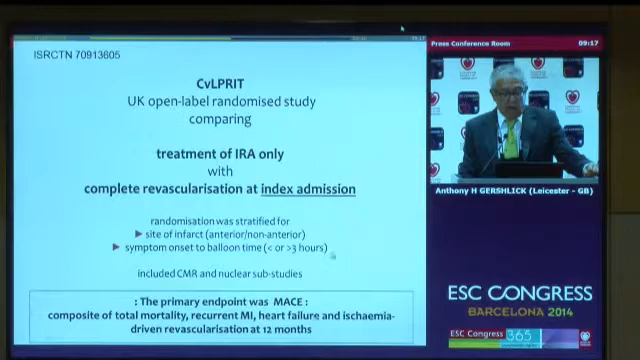 ISRCTN 70913605
CvLPRIT
UK open-label randomised study
comparing
treatment of IRA only
with
complete revascularisation at index admission
randomisation was stratified for
site of infarct (anterior/non-anterior)
symptom onset to balloon time (< or >3 hours)
included CMR and nuclear sub-studies
: The primary endpoint was MACE :
composite of total mortality, recurrent MI, heart failure and ischaemia-
driven revascularisation at 12 months
Press Conference Room 09:17
Anthony H GERSHLICK (Leicester - GB)
ESC CONGRESS
BARCELONA 2014
ESC Congress 365